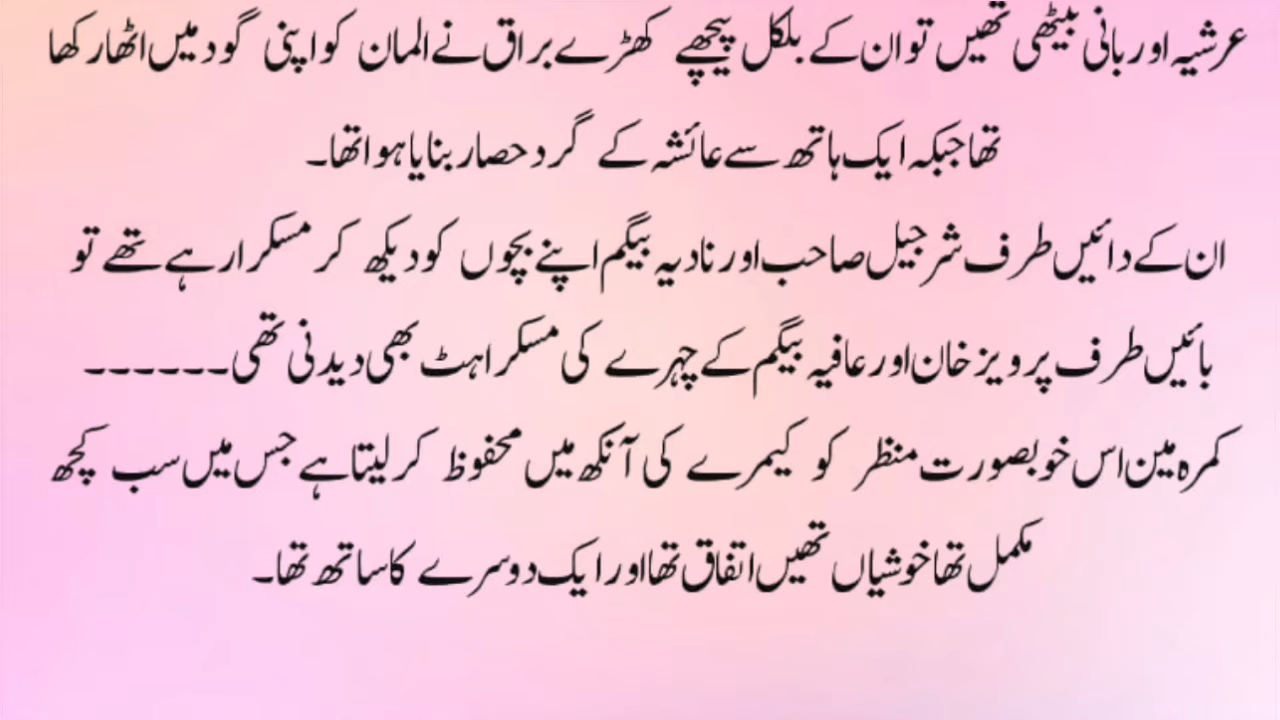 عرشیہ اور ہانی بیٹھی تھیں تو ان کے بلکل پیچھے کھڑے براق نے المان کو اپنی گود میں اٹھا رکھا
تھا جبکہ ایک ہاتھ سے عائشہ کے گرد حصار بنایا ہوا تھا۔
ان کے دائیں طرف شرجیل صاحب اور نادیہ بیگم اپنے بچوں کو دیکھ کر مسکرا رہے تھے تو
بائیں طرف پرویز خان اور عافیہ بیگم کے چہرے کی مسکراہٹ بھی دیدنی تھی۔۔۔۔۔۔
کمرہ مین اس خوبصورت منظر کو کیمرے کی آنکھ میں محفوظ کر لیتا ہے جس میں سب کچھ
مکمل تھا خوشیاں تھیں اتفاق تھا اور ایک دوسرے کا ساتھ تھا۔